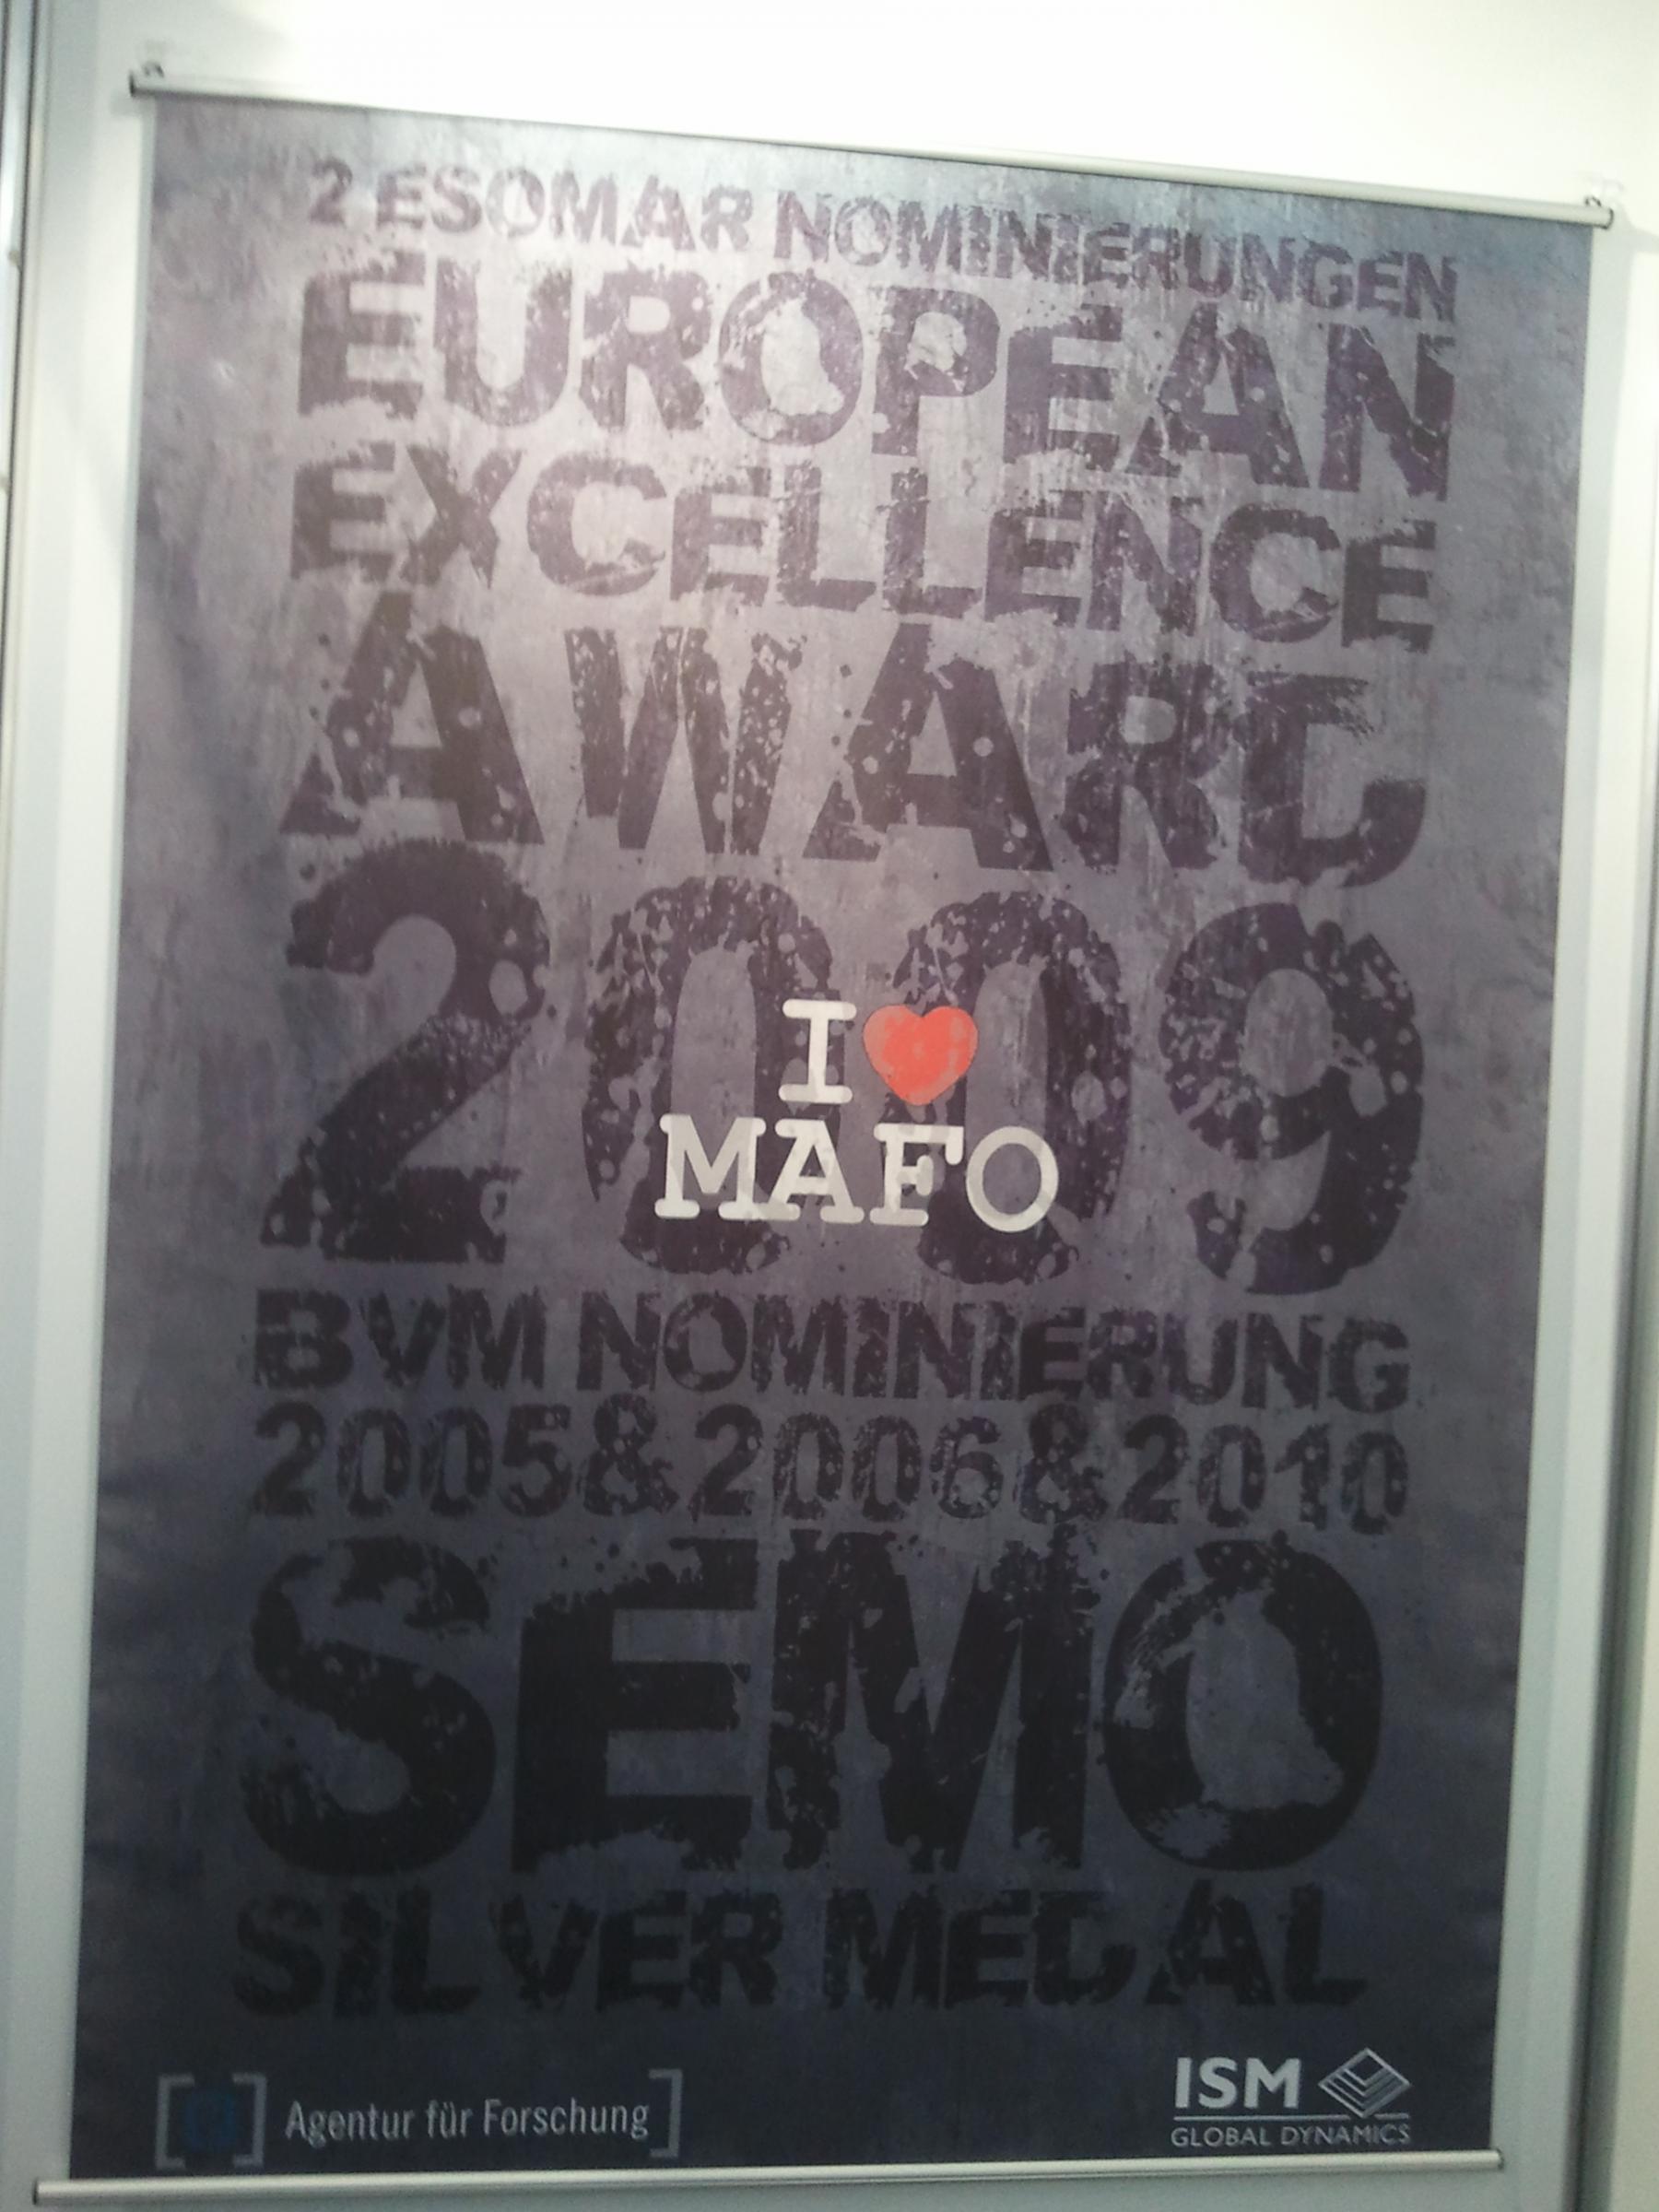 2 ESOMAR NOMINIERUNGEN
EUROPEAN
EXCELLENCE
AWARD
2009
I ❤
MAFO
BVM NOMINIERUNG
2005&2006&2010
SEMO
SILVER MEDAL
[ ] Agentur für Forschung]
ISM
GLOBAL DYNAMICS